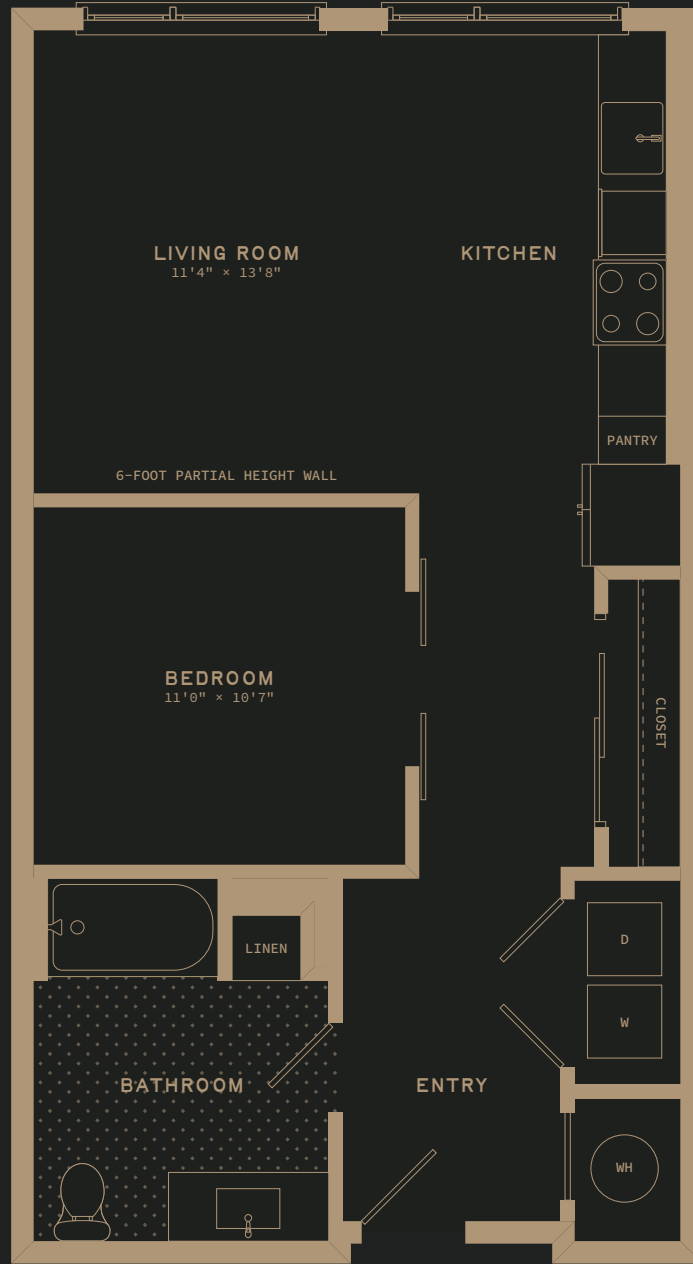 LIVING ROOM
11'4" × 13'8"
KITCHEN
PANTRY
6-FOOT PARTIAL HEIGHT WALL
BEDROOM
11'0" × 10'7"
CLOSET
LINEN
D
W
BATHROOM
ENTRY
WH